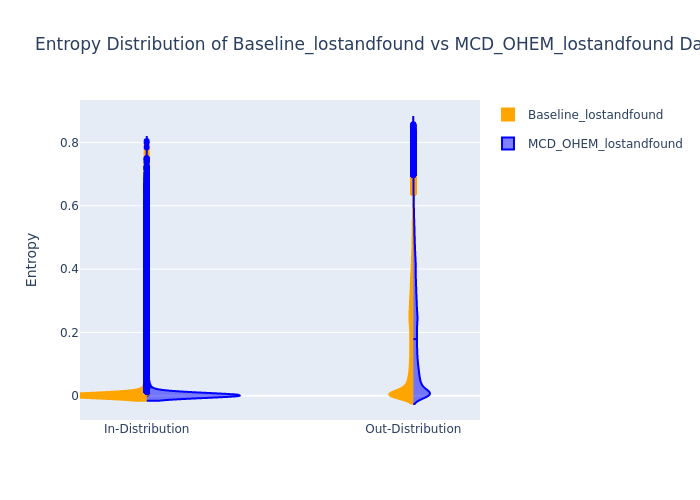 Entropy Distribution of Baseline_lostandfound vs MCD_OHEM_lostandfound Da
Baseline_lostandfound
MCD_OHEM_lostandfound
Entropy
0.8
0.6
0.4
0.2
0
In-Distribution
Out-Distribution